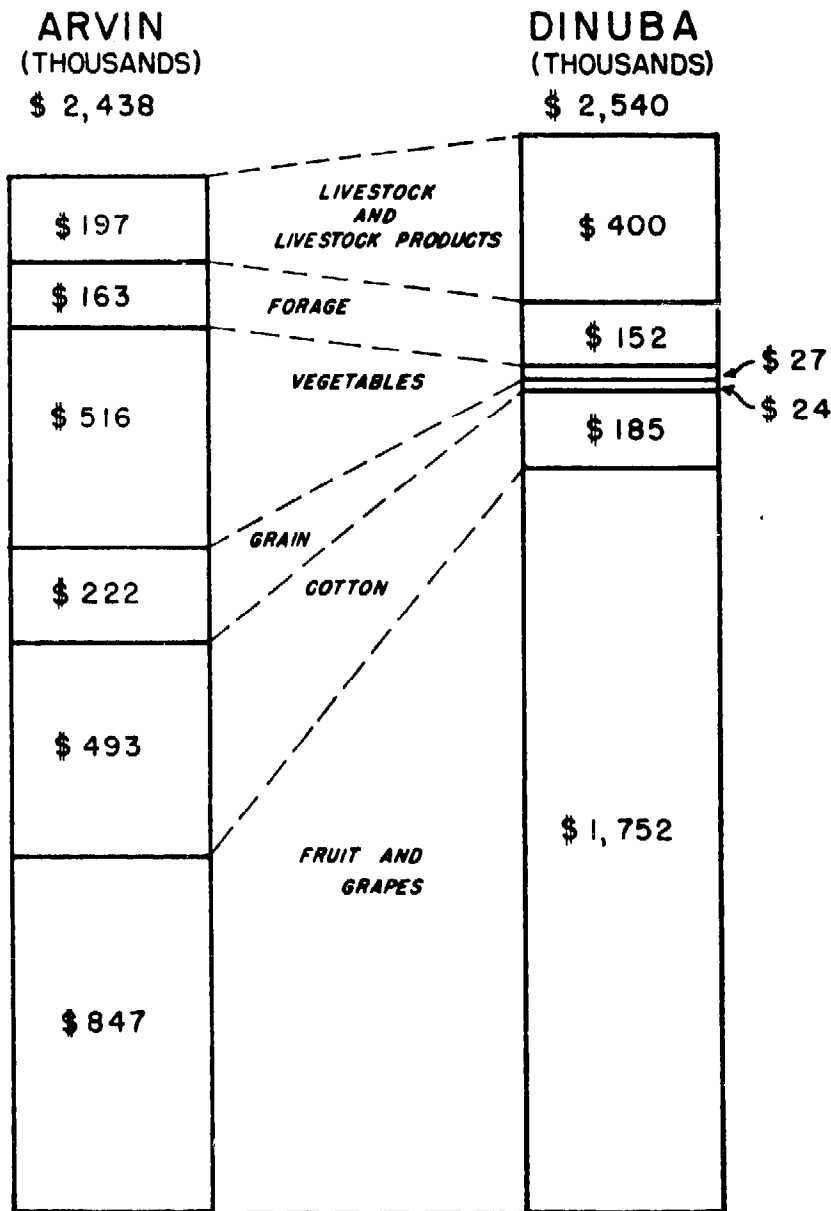 ARVIN
(THOUSANDS)
$ 2,438
DINUBA
(THOUSANDS)
$ 2,540
$ 197
LIVESTOCK
AND
LIVESTOCK PRODUCTS
$ 400
$ 163
FORAGE
$ 152
$ 27
VEGETABLES
$ 24
$ 516
$ 185
GRAIN
$ 222
COTTON
$ 493
$ 1,752
FRUIT AND
GRAPES
$ 847